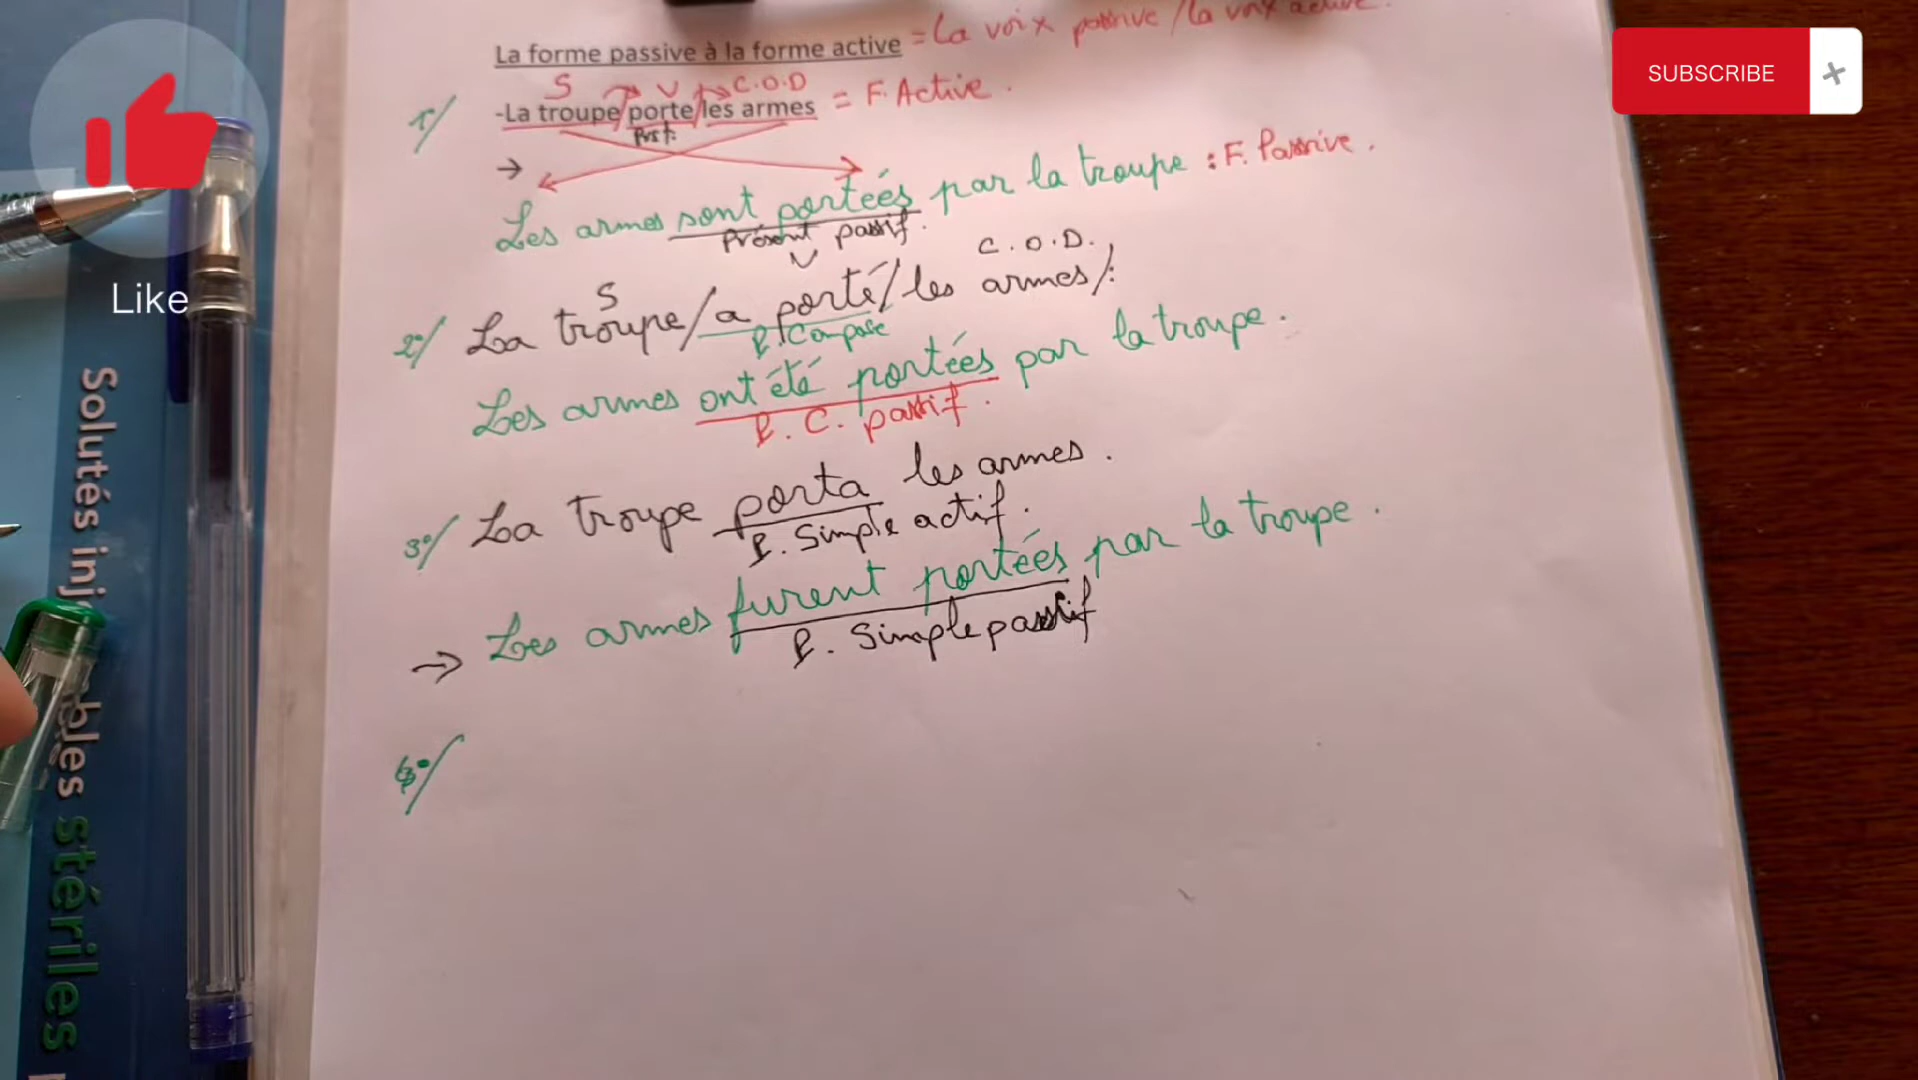 La forme passive à la forme active = La voix passive / la voix active.
S V C.O.D
1°/ -La troupe/porte/les armes = F. Active.
Prst.
→
Les armes sont portées par la troupe : F. Passive.
Présent passif.
S V C.O.D.
2°/ La troupe/a porté/les armes/:
P. Compose
Les armes ont été portées par la troupe.
P. C. passif.
3°/ La troupe porta les armes.
P. Simple actif.
→ Les armes furent portées par la troupe.
P. Simple passif
4°/
Like
SUBSCRIBE
Solutés inj bles stériles